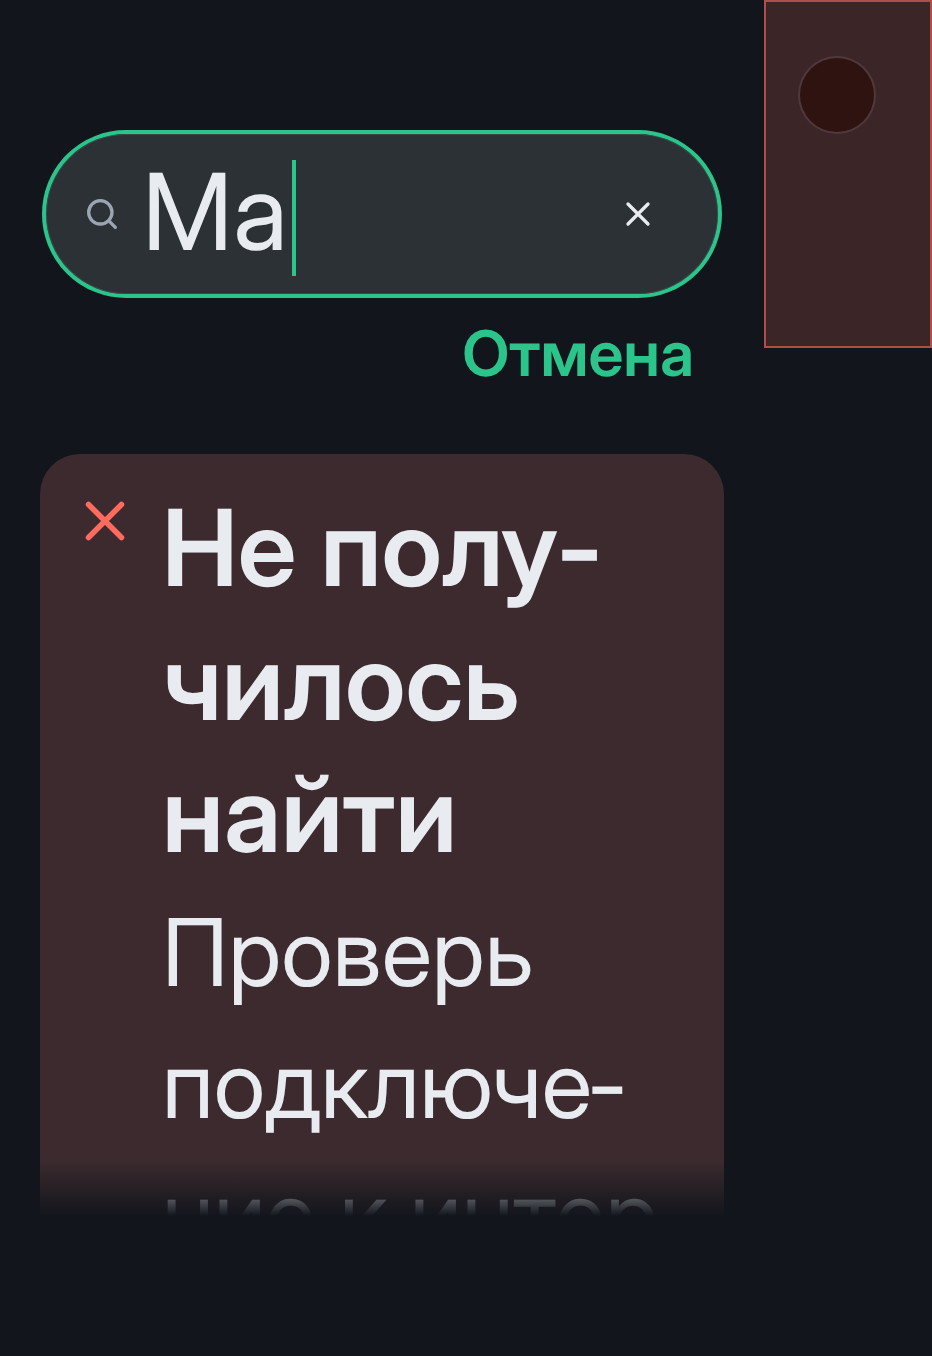 Ма
Отмена
Не полу-
чилось
найти
Проверь
подключе-